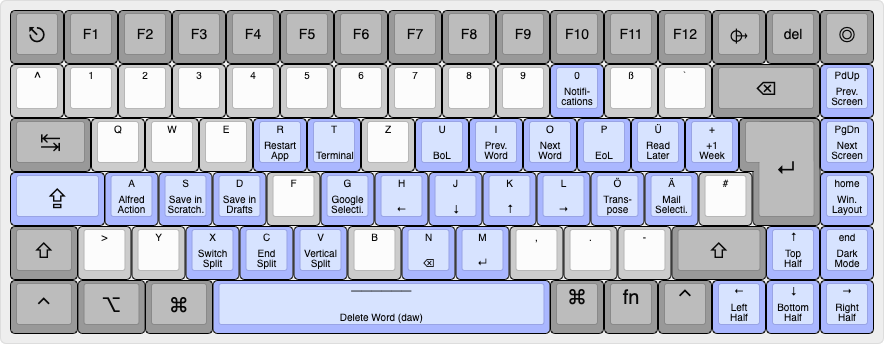 F1 F2 F3 F4 F5 F6 F7 F8 F9 F10 F11 F12 del
^ 1 2 3 4 5 6 7 8 9 0 ß ` PdUp
Notifi- Prev.
cations Screen
Q W E R T Z U I O P Ü + PgDn
Restart Prev. Next Read +1 Next
App Terminal BoL Word Word EoL Later Week Screen
A S D F G H J K L Ö Ä # home
Alfred Save in Save in Google ← ↓ ↑ → Trans- Mail Win.
Action Scratch. Drafts Selecti. pose Selecti. Layout
> Y X C V B N M , . - ↑ end
Switch End Vertical ⌫ ↵ Top Dark
Split Split Split Half Mode
^ ⌥ ⌘ ⌘ fn ^ ← ↓ →
Delete Word (daw) Left Bottom Right
Half Half Half